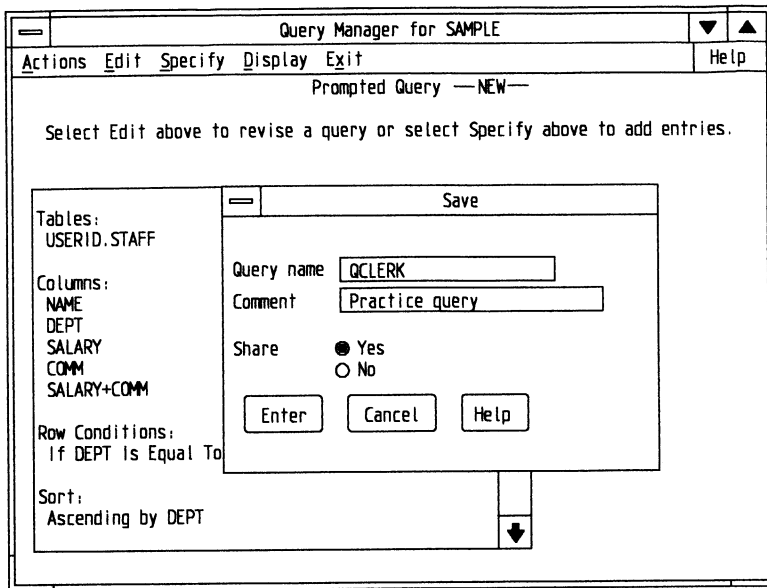 Query Manager for SAMPLE
Actions Edit Specify Display Exit Help
Prompted Query —NEW—
Select Edit above to revise a query or select Specify above to add entries.
Tables:
USERID.STAFF
Columns:
NAME
DEPT
SALARY
COMM
SALARY+COMM
Row Conditions:
If DEPT Is Equal To
Sort:
Ascending by DEPT
Save
Query name QCLERK
Comment Practice query
Share Yes
No
Enter Cancel Help